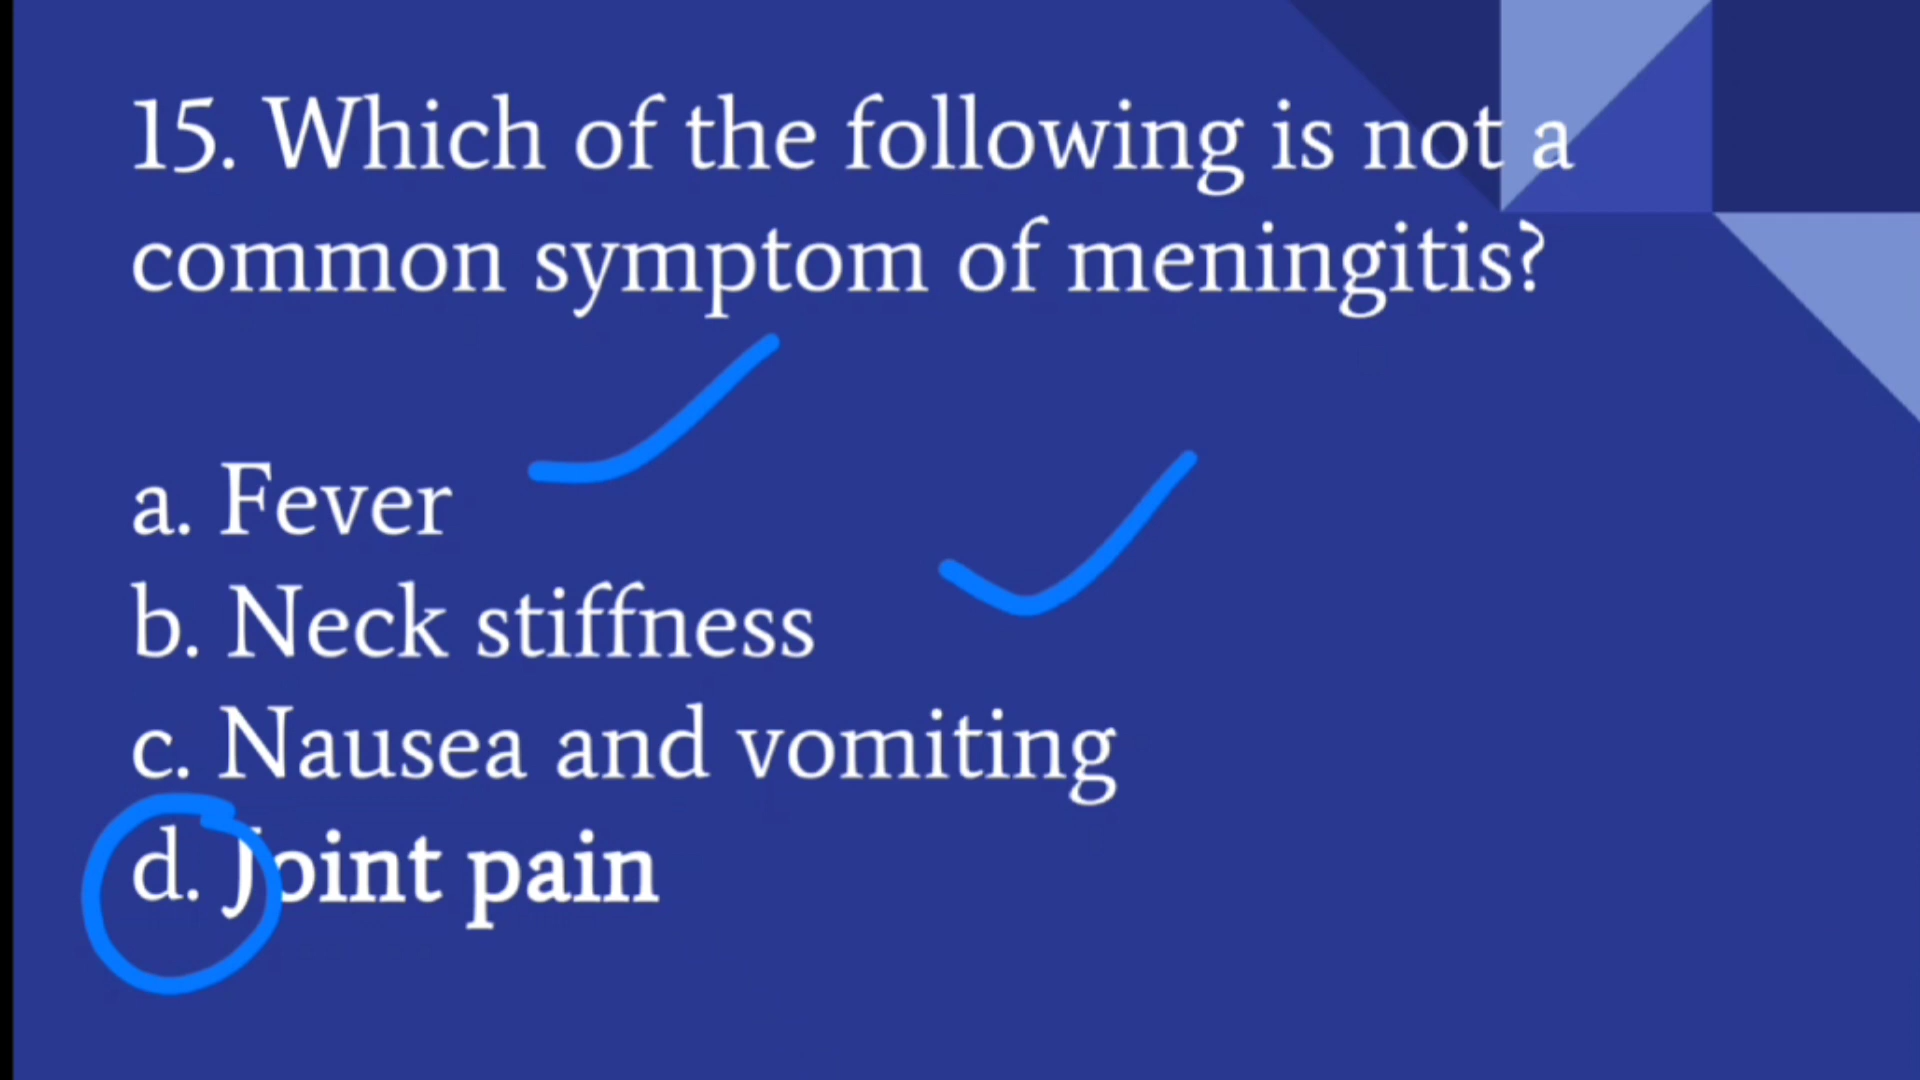 15. Which of the following is not a
common symptom of meningitis?
a. Fever
b. Neck stiffness
c. Nausea and vomiting
d. Joint pain